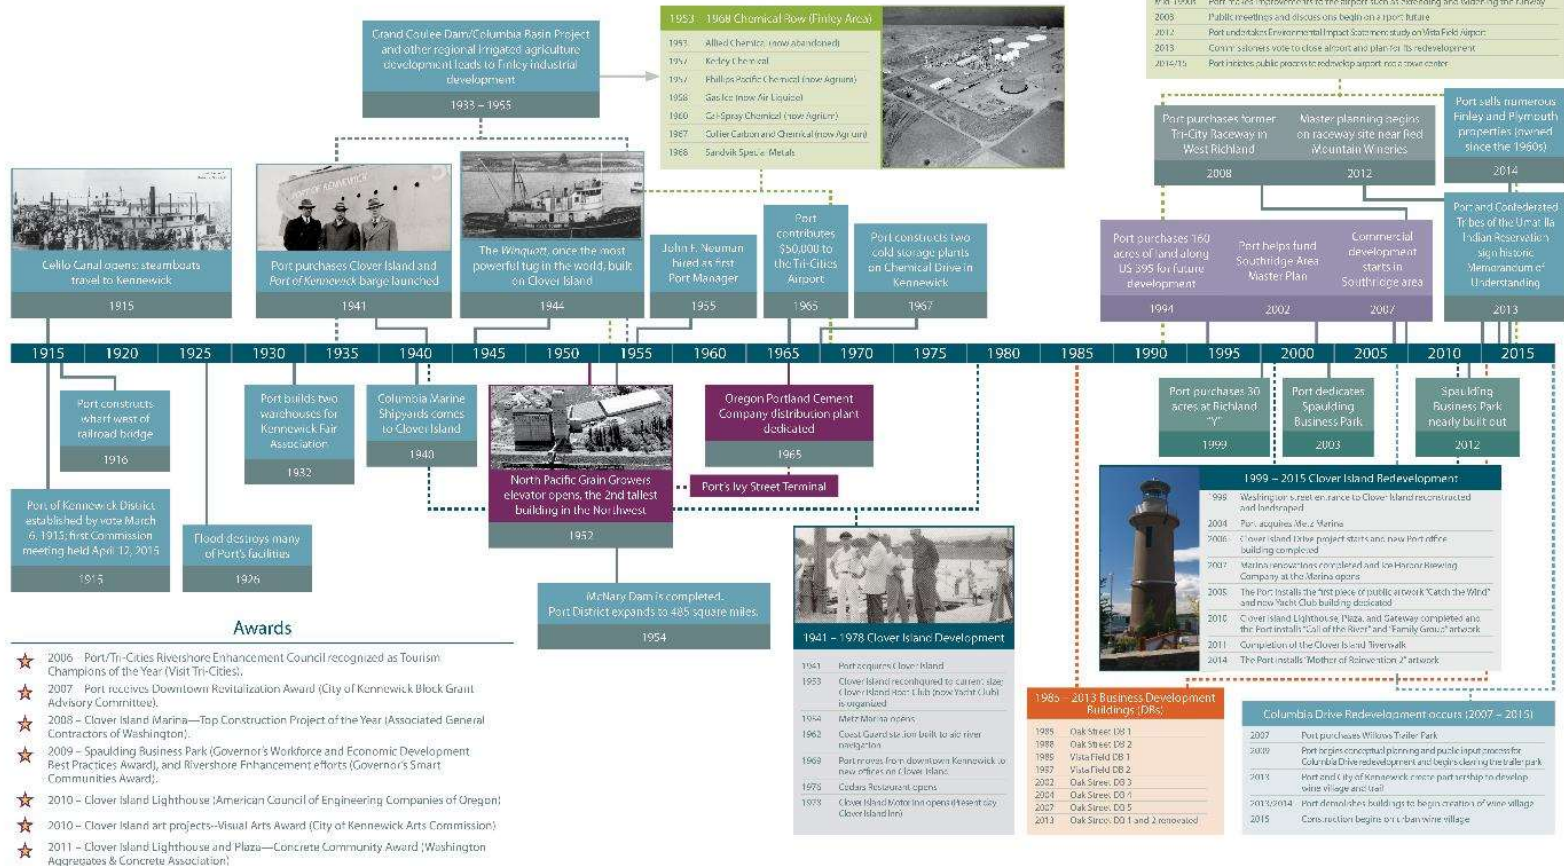 Grand Coulee Dam/Columbia Basin Project
and other regional irrigated agriculture
development leads to Finley industrial
development
1933 – 1955
1953 – 1968 Chemical Row (Finley Area)
1953 Allied Chemical (now abandoned)
1957 Kerley Chemical
1957 Phillips Pacific Chemical (now Agrium)
1958 Gas Ice (now Air Liquide)
1960 Cal-Spray Chemical (now Agrium)
1967 Collier Carbon and Chemical (now Agrium)
1968 Sandvik Special Metals
Mid-1990s Port makes improvements to the airport such as extending and widening the runway
2008 Public meetings and discussions begin on airport future
2012 Port undertakes Environmental Impact Statement study on Vista Field Airport
2013 Commissioners vote to close airport and plan for its redevelopment
2014/15 Port initiates public process to redevelop airport into a town center
Port purchases former
Tri-City Raceway in
West Richland
2008
Master planning begins
on raceway site near Red
Mountain Wineries
2012
Port sells numerous
Finley and Plymouth
properties (owned
since the 1960s)
2014
Celilo Canal opens: steamboats
travel to Kennewick
1915
PORT OF KENNEWICK
Port purchases Clover Island and
Port of Kennewick barge launched
1941
The Winquatt, once the most
powerful tug in the world, built
on Clover Island
1944
John F. Neuman
hired as first
Port Manager
1955
Port
contributes
$50,000 to
the Tri-Cities
Airport
1965
Port constructs two
cold storage plants
on Chemical Drive in
Kennewick
1967
Port purchases 160
acres of land along
US 395 for future
development
1994
Port helps fund
Southridge Area
Master Plan
2002
Commercial
development
starts in
Southridge area
2007
Port and Confederated
Tribes of the Umatilla
Indian Reservation
sign historic
Memorandum of
Understanding
2013
1915 1920 1925 1930 1935 1940 1945 1950 1955 1960 1965 1970 1975 1980 1985 1990 1995 2000 2005 2010 2015
Port constructs
wharf west of
railroad bridge
1916
Port of Kennewick District
established by vote March
6, 1915; first Commission
meeting held April 12, 2015
1915
Flood destroys many
of Port's facilities
1926
Port builds two
warehouses for
Kennewick Fair
Association
1932
Columbia Marine
Shipyards comes
to Clover Island
1940
North Pacific Grain Growers
elevator opens, the 2nd tallest
building in the Northwest
1952
McNary Dam is completed.
Port District expands to 485 square miles.
1954
Oregon Portland Cement
Company distribution plant
dedicated
1965
Port's Ivy Street Terminal
Port purchases 30
acres at Richland
"Y"
1999
Port dedicates
Spaulding
Business Park
2003
Spaulding
Business Park
nearly built out
2012
1941 – 1978 Clover Island Development
1941 Port acquires Clover Island
1953 Clover Island reconfigured to current size;
Clover Island Boat Club (now Yacht Club)
is organized
Metz Marina opens
1962 Coast Guard station built to aid river
navigation
1969 Port moves from downtown Kennewick to
new offices on Clover Island
1976 Cedars Restaurant opens
1978 Clover Island Motor Inn opens (Present day
Clover Island Inn)
1999 – 2015 Clover Island Redevelopment
1999 Washington street entrance to Clover Island reconstructed
and landscaped
2004 Port acquires Metz Marina
2006 Clover Island Drive project starts and new Port office
building completed
2007 Marina renovations completed and Ice Harbor Brewing
Company at the Marina opens
The Port installs the first piece of public artwork "Catch the Wind"
and new Yacht Club building dedicated
2010 Clover Island Lighthouse, Plaza, and Gateway completed and
the Port installs "Call of the River" and "Family Group" artwork
2011 Completion of the Clover Island Riverwalk
2014 The Port installs "Mother of Reinvention 2" artwork
1985 – 2013 Business Development
Buildings (DBs)
1985 Oak Street DB 1
1988 Oak Street DB 2
Vista Field DB 1
1997 Vista Field DB 2
2002 Oak Street DB 3
2004 Oak Street DB 4
2007 Oak Street DB 5
2013 Oak Street DB 1 and 2 renovated
Columbia Drive Redevelopment occurs (2007 – 2015)
2007 Port purchases Willows Trailer Park
2009 Port begins conceptual planning and public input process for
Columbia Drive redevelopment and begins clearing the trailer park
2013 Port and City of Kennewick create partnership to develop
wine village and trail
2013/2014 Port demolishes buildings to begin creation of wine village
2015 Construction begins on urban wine village
Awards
2006 – Port/Tri-Cities Rivershore Enhancement Council recognized as Tourism
Champions of the Year (Visit Tri-Cities).
2007 – Port receives Downtown Revitalization Award (City of Kennewick Block Grant
Advisory Committee).
2008 – Clover Island Marina—Top Construction Project of the Year (Associated General
Contractors of Washington).
2009 – Spaulding Business Park (Governor's Workforce and Economic Development
Best Practices Award), and Rivershore Enhancement efforts (Governor's Smart
Communities Award).
2010 – Clover Island Lighthouse (American Council of Engineering Companies of Oregon)
2010 – Clover Island art projects--Visual Arts Award (City of Kennewick Arts Commission)
2011 – Clover Island Lighthouse and Plaza—Concrete Community Award (Washington
Aggregates & Concrete Association)